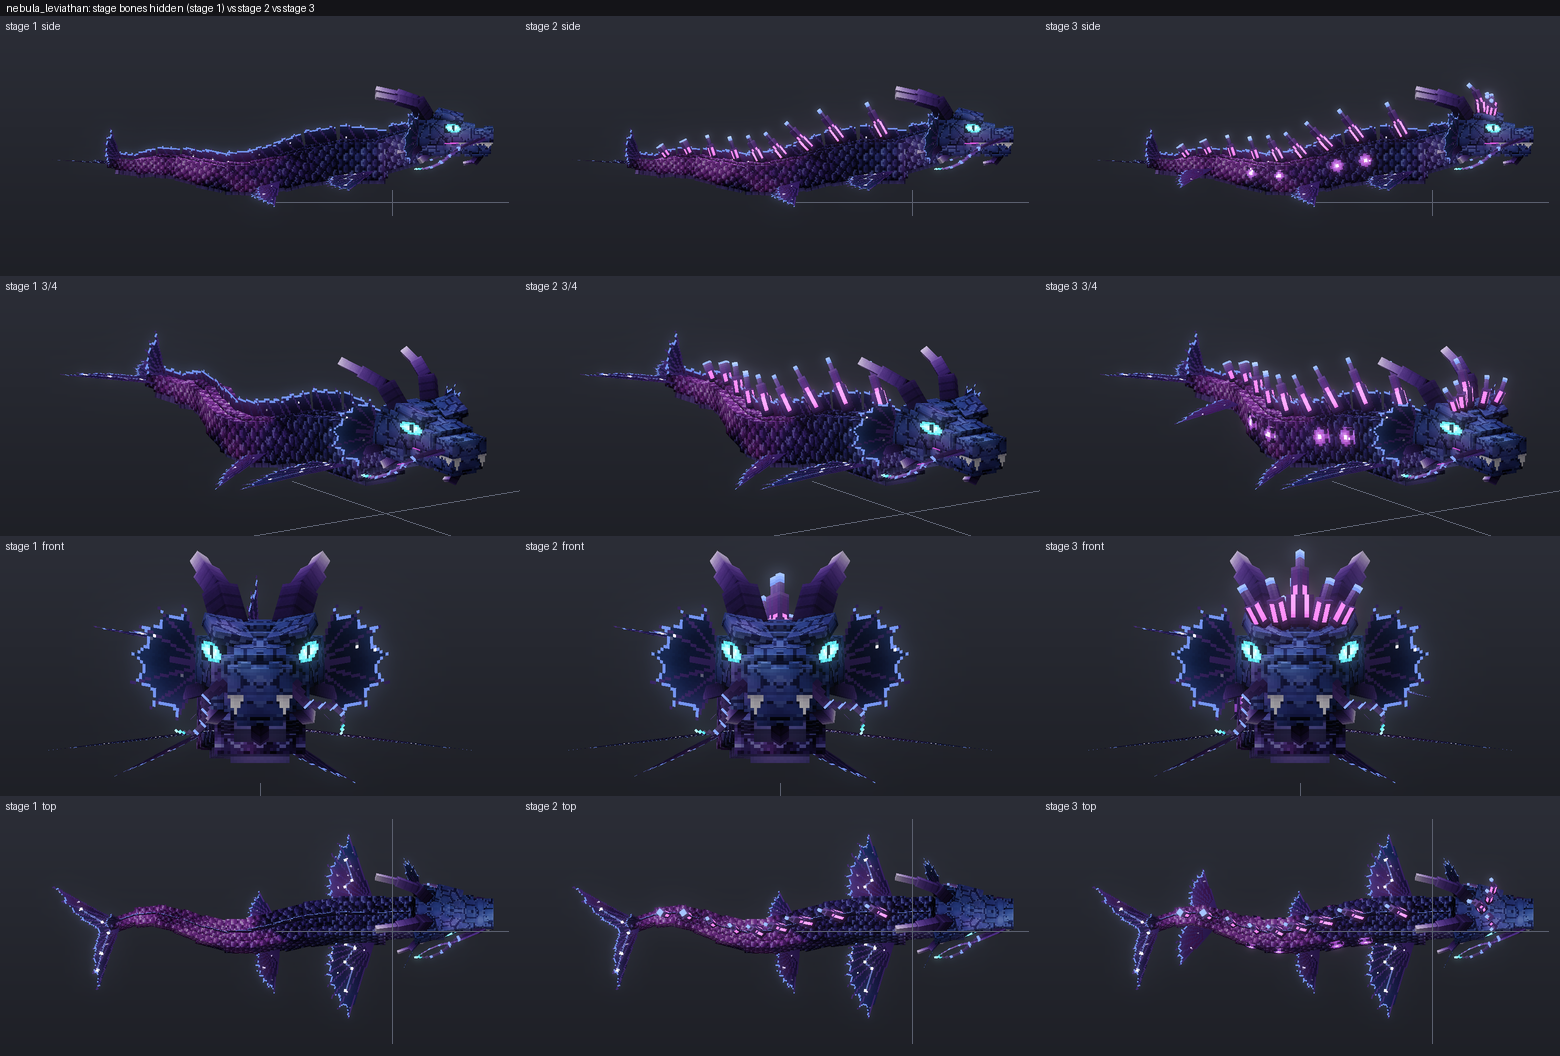 nebula_leviathan: stage bones hidden (stage 1) vs stage 2 vs stage 3
stage 1 side
stage 2 side
stage 3 side
stage 1 3/4
stage 2 3/4
stage 3 3/4
stage 1 front
stage 2 front
stage 3 front
stage 1 top
stage 2 top
stage 3 top